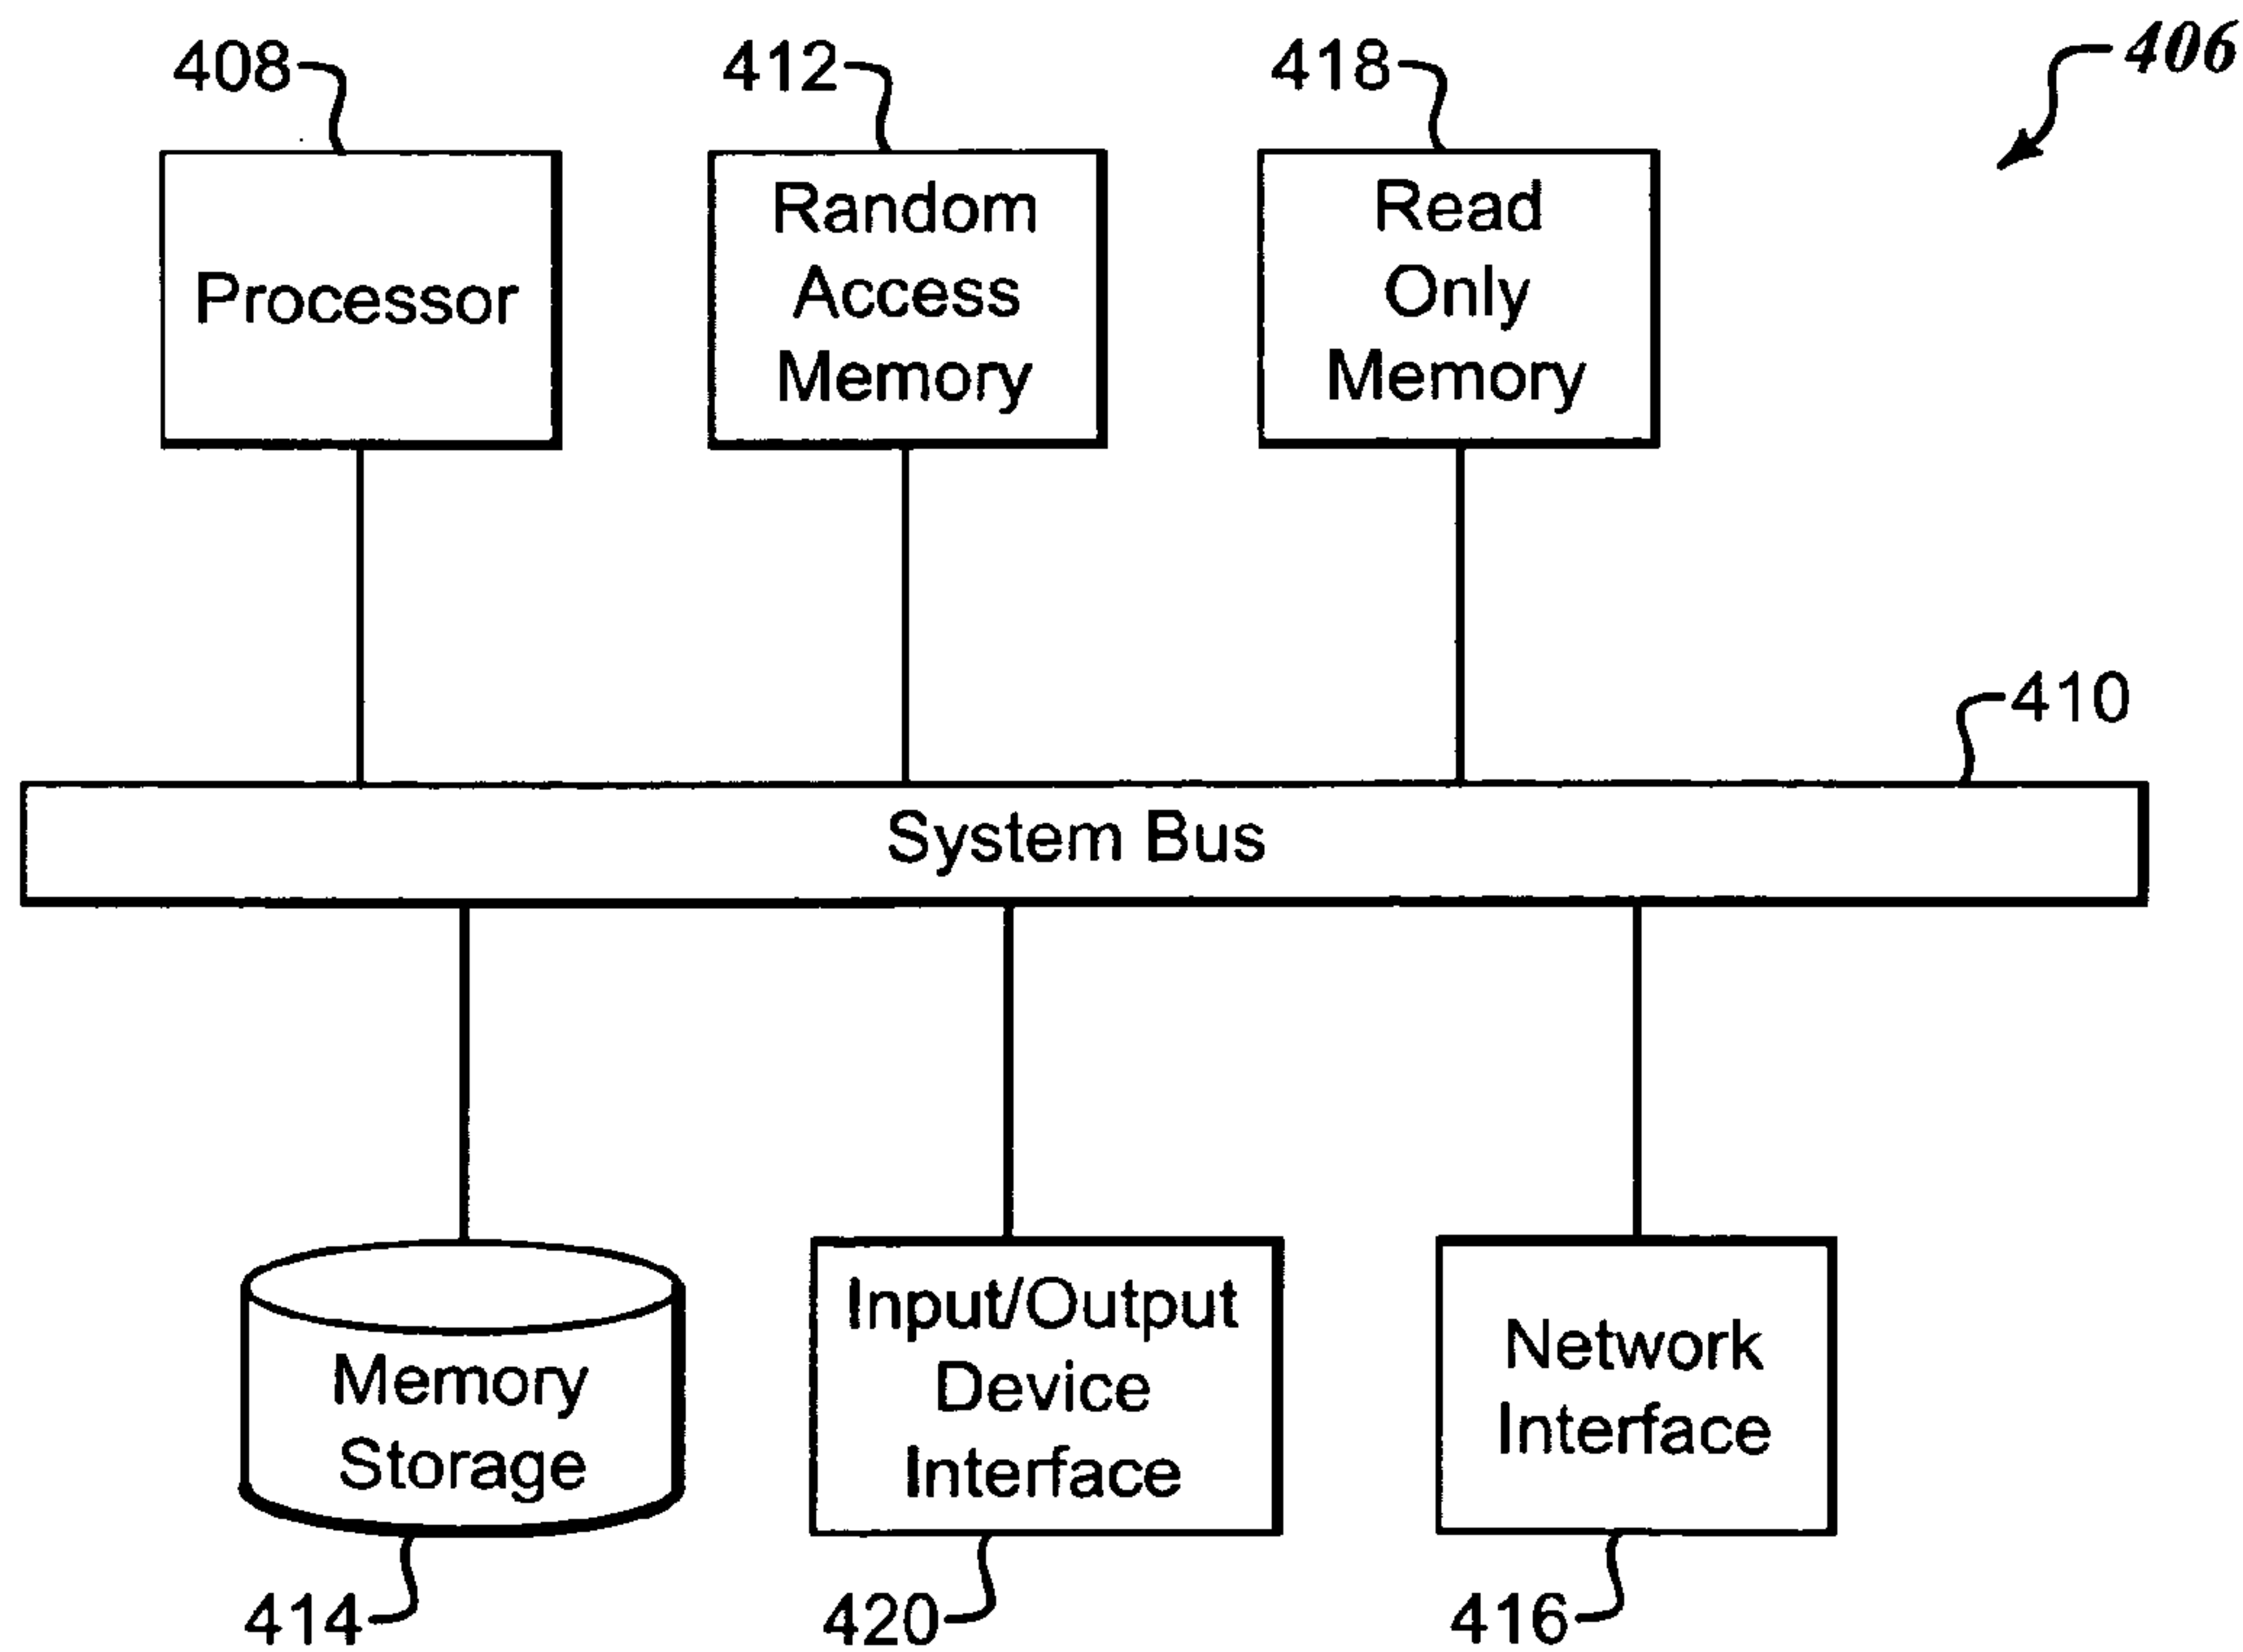 408
412
418
406
Processor
Random
Access
Memory
Read
Only
Memory
410
System Bus
Memory
Storage
Input/Output
Device
Interface
Network
Interface
414
420
416